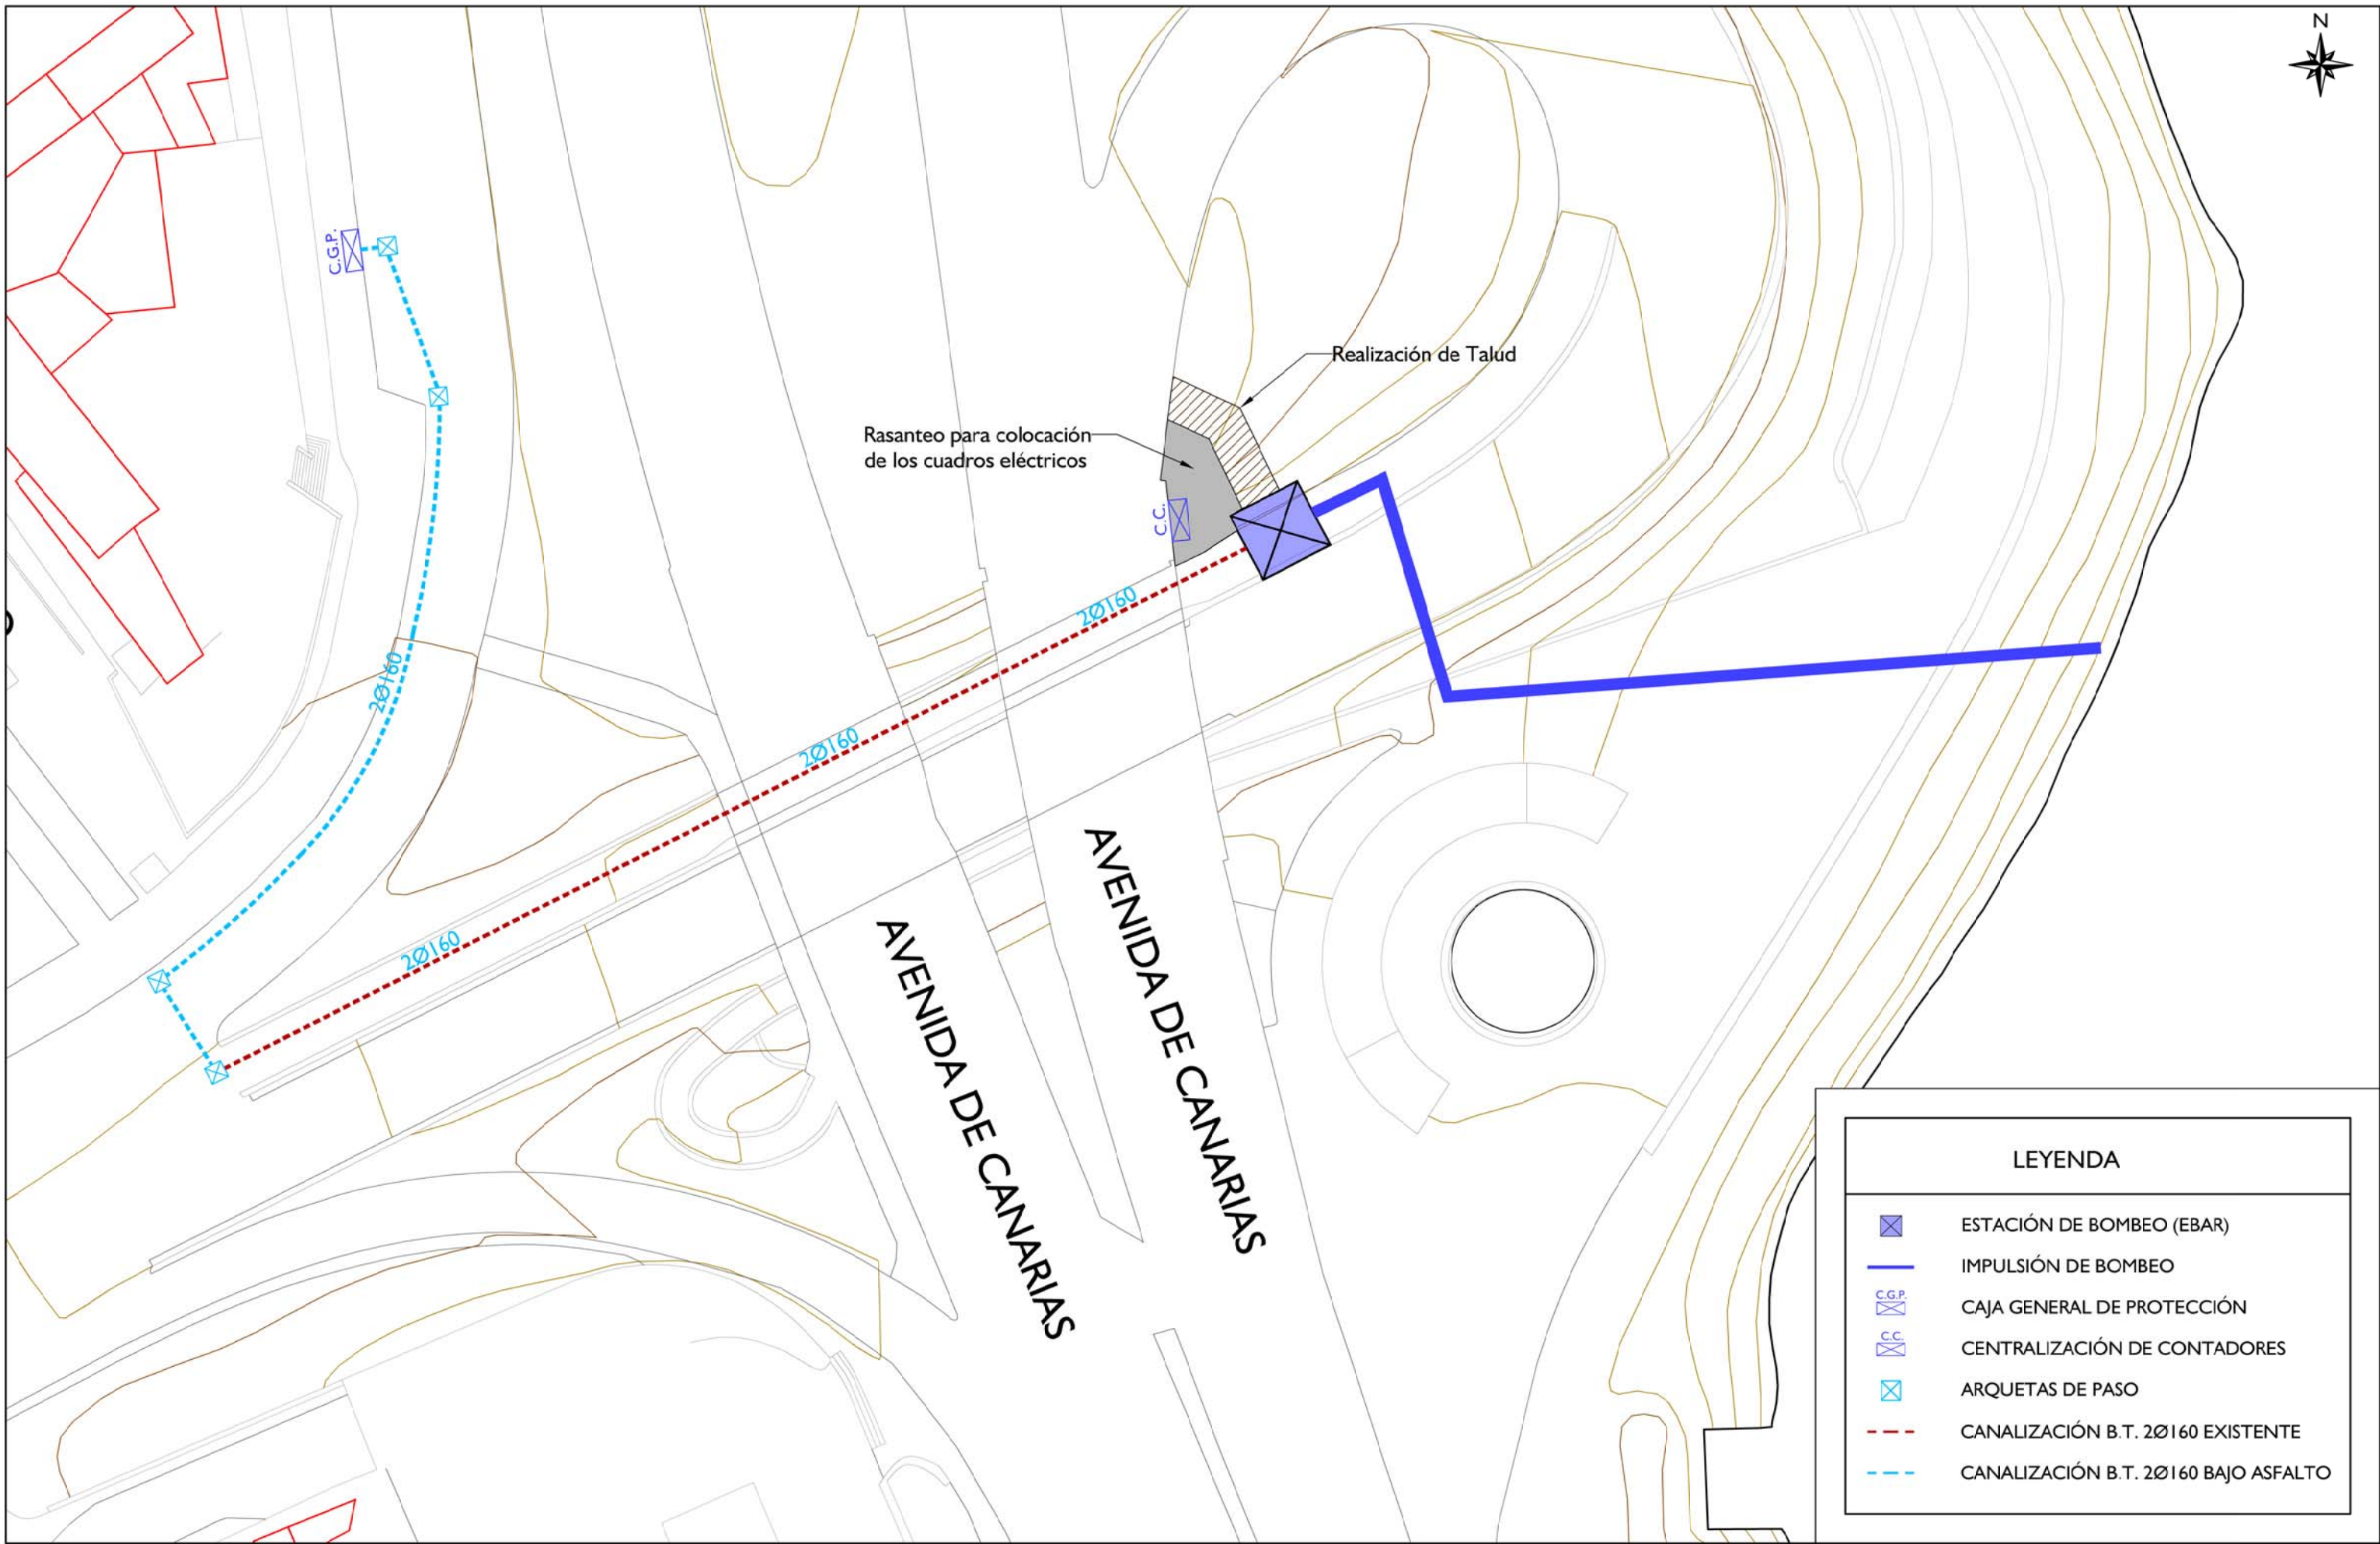 N
C.G.P.
Realización de Talud
Rasanteo para colocación
de los cuadros eléctricos
C.C.
2Ø160
2Ø160
2Ø160
2Ø160
AVENIDA DE CANARIAS
AVENIDA DE CANARIAS
LEYENDA
ESTACIÓN DE BOMBEO (EBAR)
IMPULSIÓN DE BOMBEO
C.G.P.
CAJA GENERAL DE PROTECCIÓN
C.C.
CENTRALIZACIÓN DE CONTADORES
ARQUETAS DE PASO
CANALIZACIÓN B.T. 2Ø160 EXISTENTE
CANALIZACIÓN B.T. 2Ø160 BAJO ASFALTO